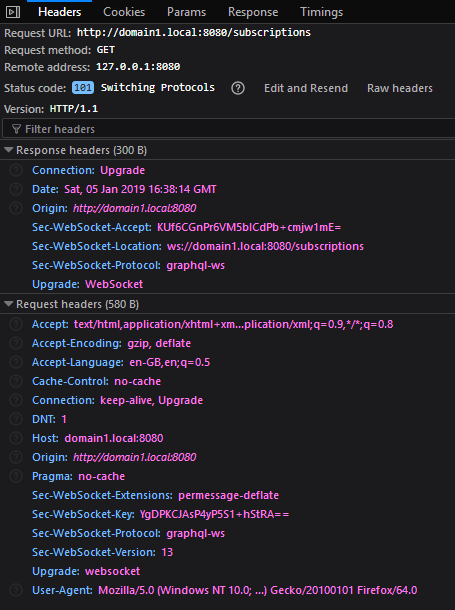 Headers Cookies Params Response Timings
Request URL: http://domain1.local:8080/subscriptions
Request method: GET
Remote address: 127.0.0.1:8080
Status code: 101 Switching Protocols ? Edit and Resend Raw headers
Version: HTTP/1.1
Filter headers
Response headers (300 B)
? Connection: Upgrade
? Date: Sat, 05 Jan 2019 16:38:14 GMT
? Origin: http://domain1.local:8080
Sec-WebSocket-Accept: KUf6CGnPr6VM5bICdPb+cmjw1mE=
Sec-WebSocket-Location: ws://domain1.local:8080/subscriptions
Sec-WebSocket-Protocol: graphql-ws
Upgrade: WebSocket
Request headers (580 B)
? Accept: text/html,application/xhtml+xm...plication/xml;q=0.9,*/*;q=0.8
? Accept-Encoding: gzip, deflate
? Accept-Language: en-GB,en;q=0.5
? Cache-Control: no-cache
? Connection: keep-alive, Upgrade
? DNT: 1
? Host: domain1.local:8080
? Origin: http://domain1.local:8080
? Pragma: no-cache
Sec-WebSocket-Extensions: permessage-deflate
Sec-WebSocket-Key: YgDPKCJAsP4yP5S1+hStRA==
Sec-WebSocket-Protocol: graphql-ws
Sec-WebSocket-Version: 13
Upgrade: websocket
? User-Agent: Mozilla/5.0 (Windows NT 10.0; ...) Gecko/20100101 Firefox/64.0